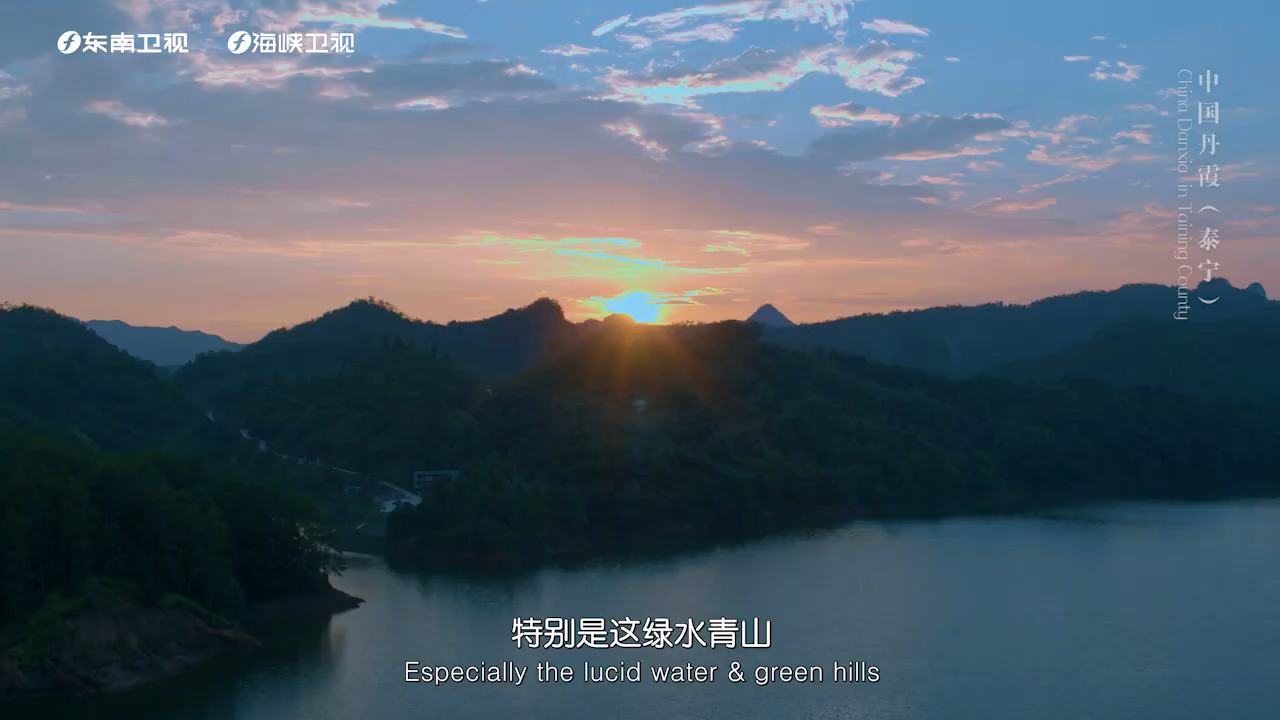 东南卫视
海峡卫视
中国丹霞（泰宁）
China Danxia in Taining County
特别是这绿水青山
Especially the lucid water & green hills